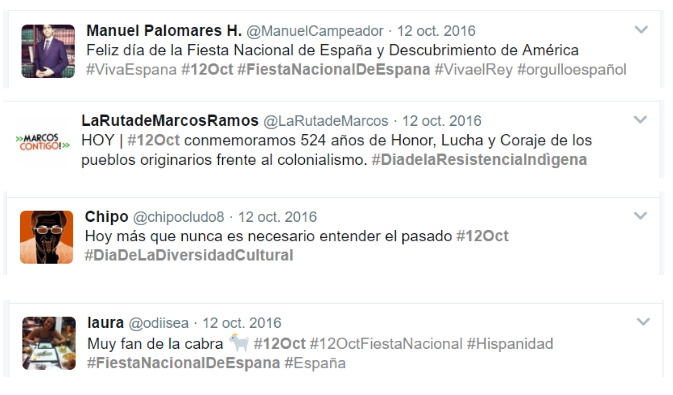 Manuel Palomares H. @ManuelCampeador · 12 oct. 2016
Feliz día de la Fiesta Nacional de España y Descubrimiento de América
#VivaEspana #12Oct #FiestaNacionalDeEspana #VivaelRey #orgulloespañol
LaRutadeMarcosRamos @LaRutadeMarcos · 12 oct. 2016
>>MARCOS
CONTIGO!>>
HOY | #12Oct conmemoramos 524 años de Honor, Lucha y Coraje de los
pueblos originarios frente al colonialismo. #DiadelaResistenciaIndìgena
Chipo @chipocludo8 · 12 oct. 2016
Hoy más que nunca es necesario entender el pasado #12Oct
#DiaDeLaDiversidadCultural
laura @odiisea · 12 oct. 2016
Muy fan de la cabra 🐐 #12Oct #12OctFiestaNacional #Hispanidad
#FiestaNacionalDeEspana #España